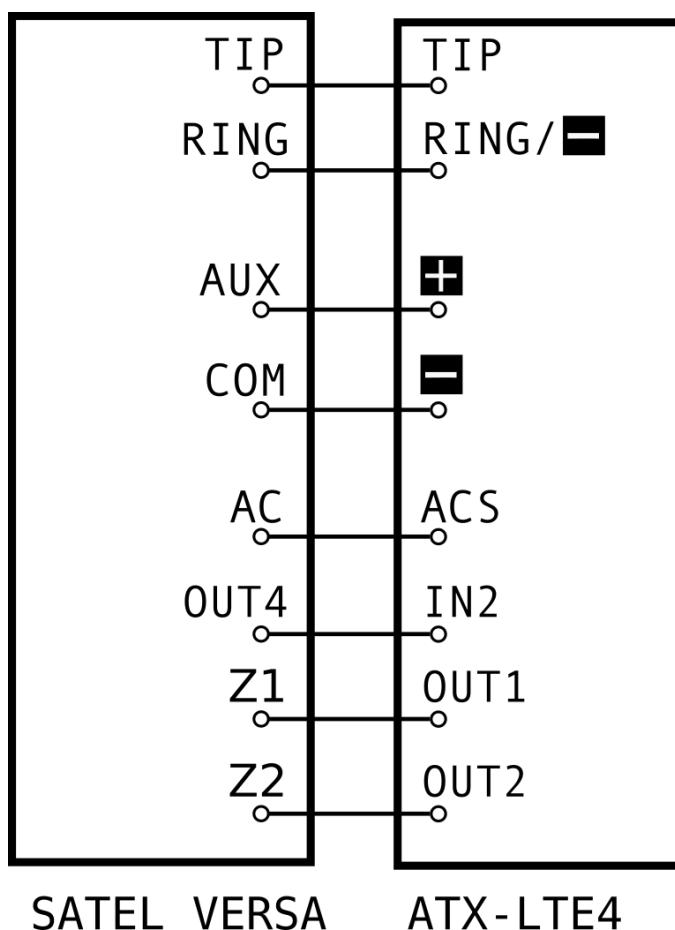 TIP TIP
RING RING/-
AUX +
COM -
AC ACS
OUT4 IN2
Z1 OUT1
Z2 OUT2
SATEL VERSA ATX-LTE4